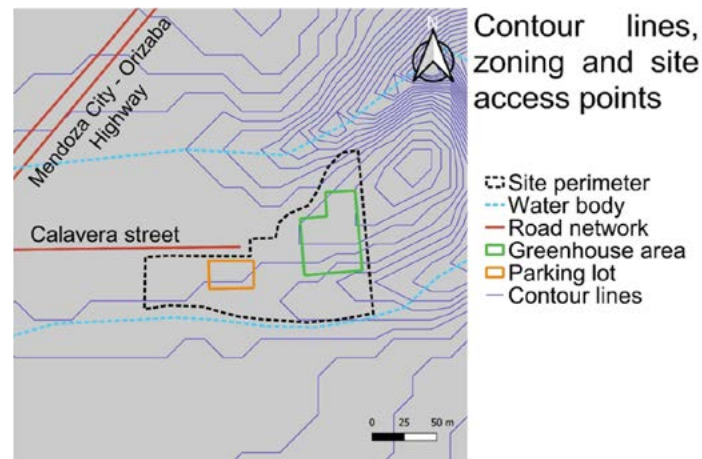 Contour lines,
zoning and site
access points
N
Mendoza City - Orizaba
Highway
Calavera street
Site perimeter
Water body
Road network
Greenhouse area
Parking lot
Contour lines
0 25 50 m